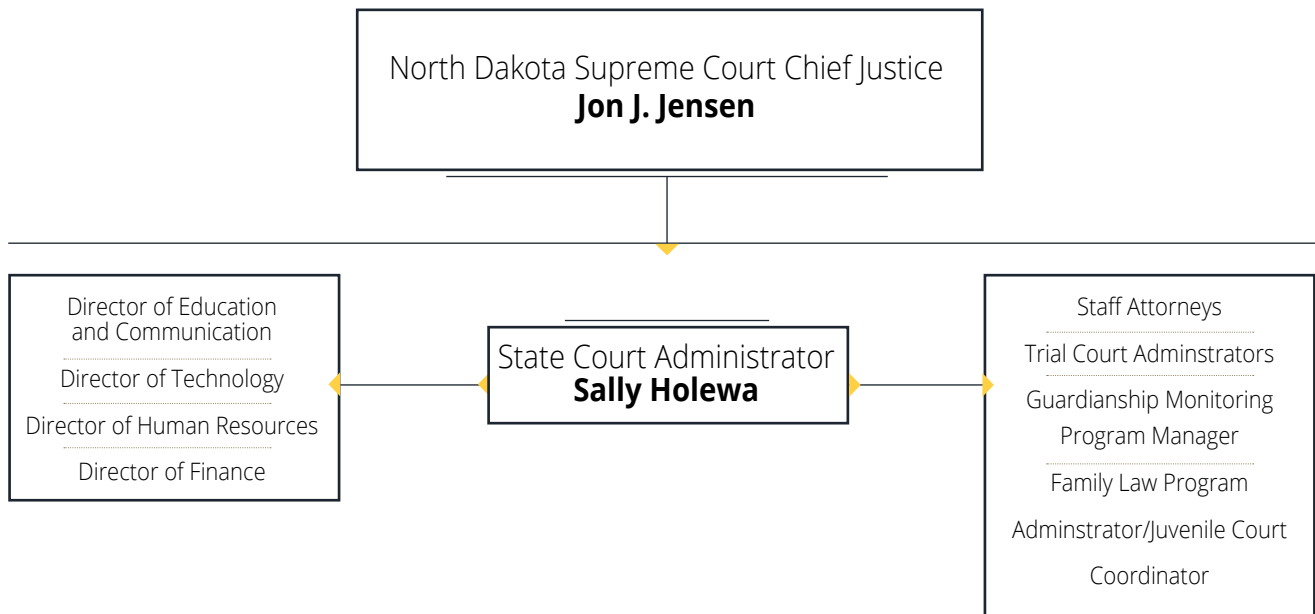 North Dakota Supreme Court Chief Justice
Jon J. Jensen
Director of Education
and Communication
Director of Technology
Director of Human Resources
Director of Finance
State Court Administrator
Sally Holewa
Staff Attorneys
Trial Court Adminstrators
Guardianship Monitoring
Program Manager
Family Law Program
Adminstrator/Juvenile Court
Coordinator